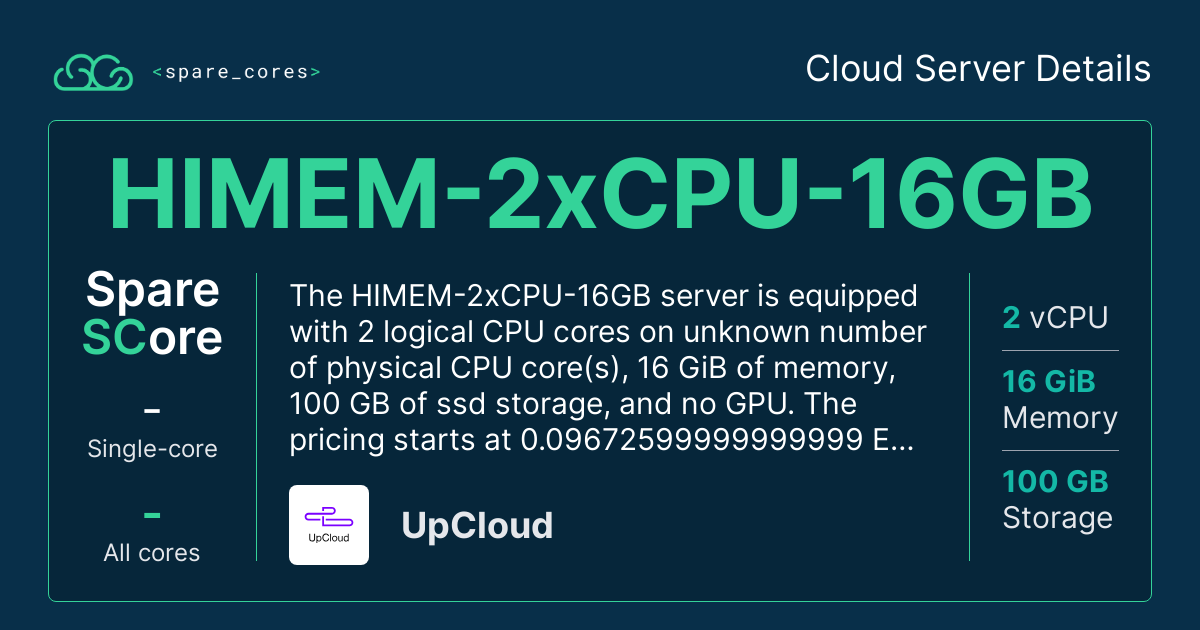 <spare_cores>
Cloud Server Details
HIMEM-2xCPU-16GB
Spare
SCore
–
Single-core
–
All cores
The HIMEM-2xCPU-16GB server is equipped
with 2 logical CPU cores on unknown number
of physical CPU core(s), 16 GiB of memory,
100 GB of ssd storage, and no GPU. The
pricing starts at 0.09672599999999999 E...
UpCloud
UpCloud
2 vCPU
16 GiB
Memory
100 GB
Storage